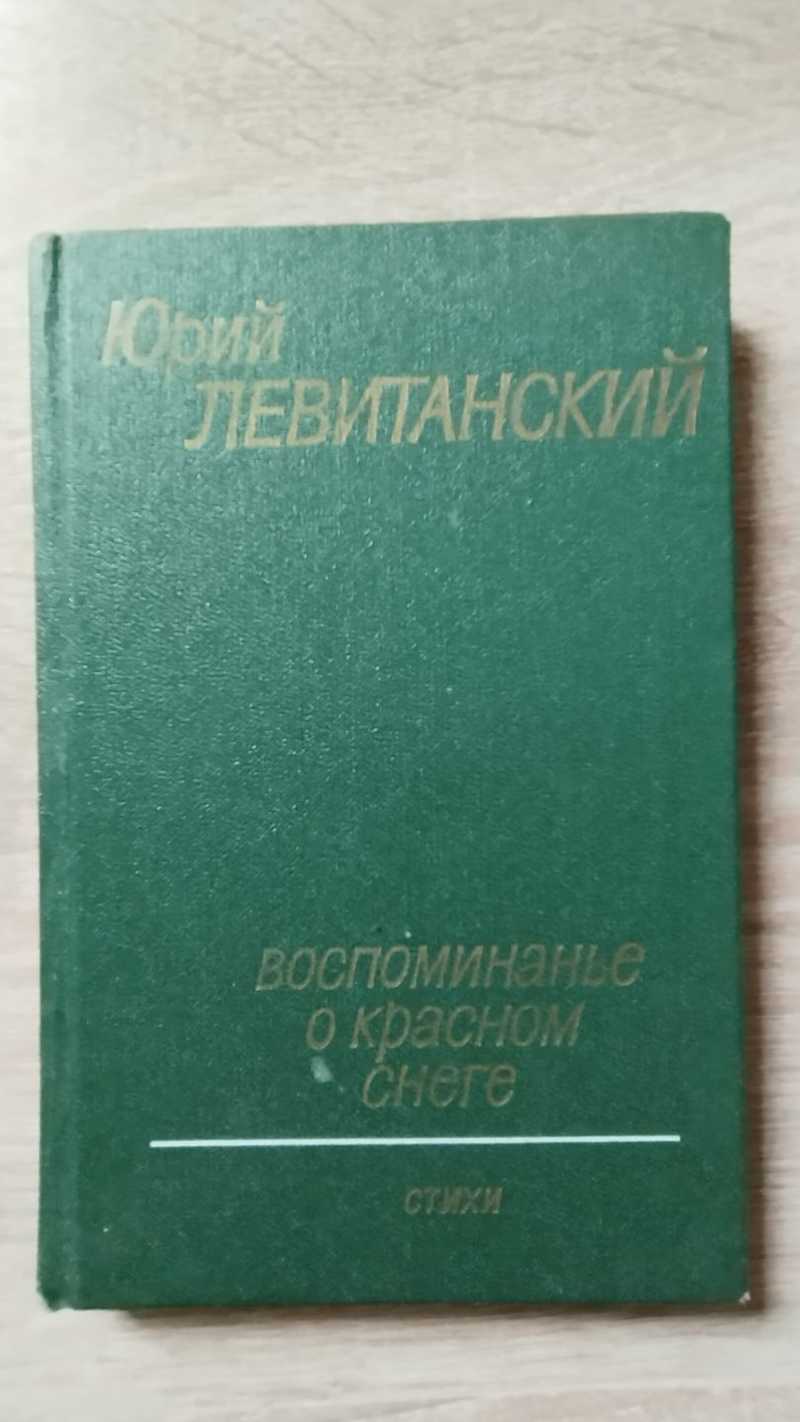 Юрий
ЛЕВИТАНСКИЙ
воспоминанье
о красном
снеге
стихи